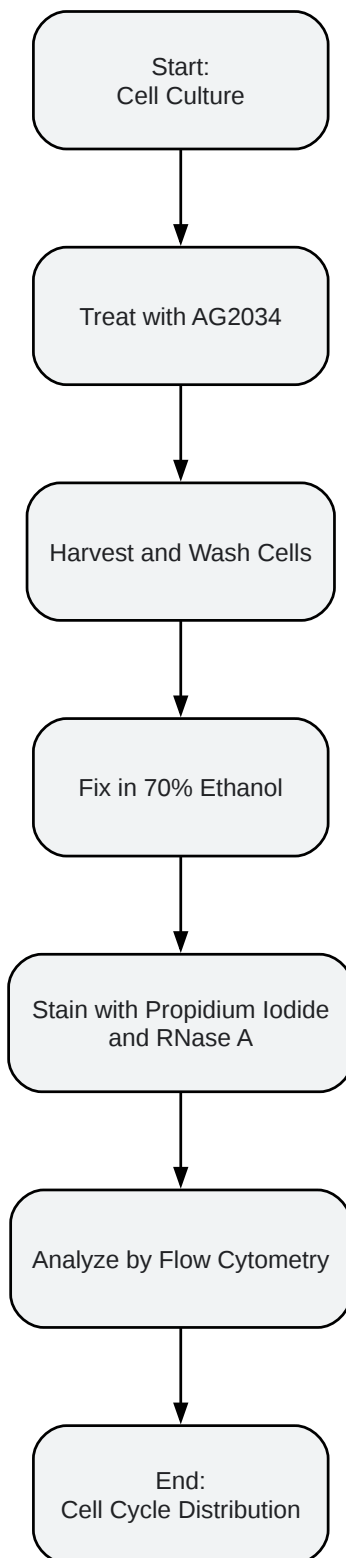 Start:
Cell Culture
Treat with AG2034
Harvest and Wash Cells
Fix in 70% Ethanol
Stain with Propidium Iodide
and RNase A
Analyze by Flow Cytometry
End:
Cell Cycle Distribution